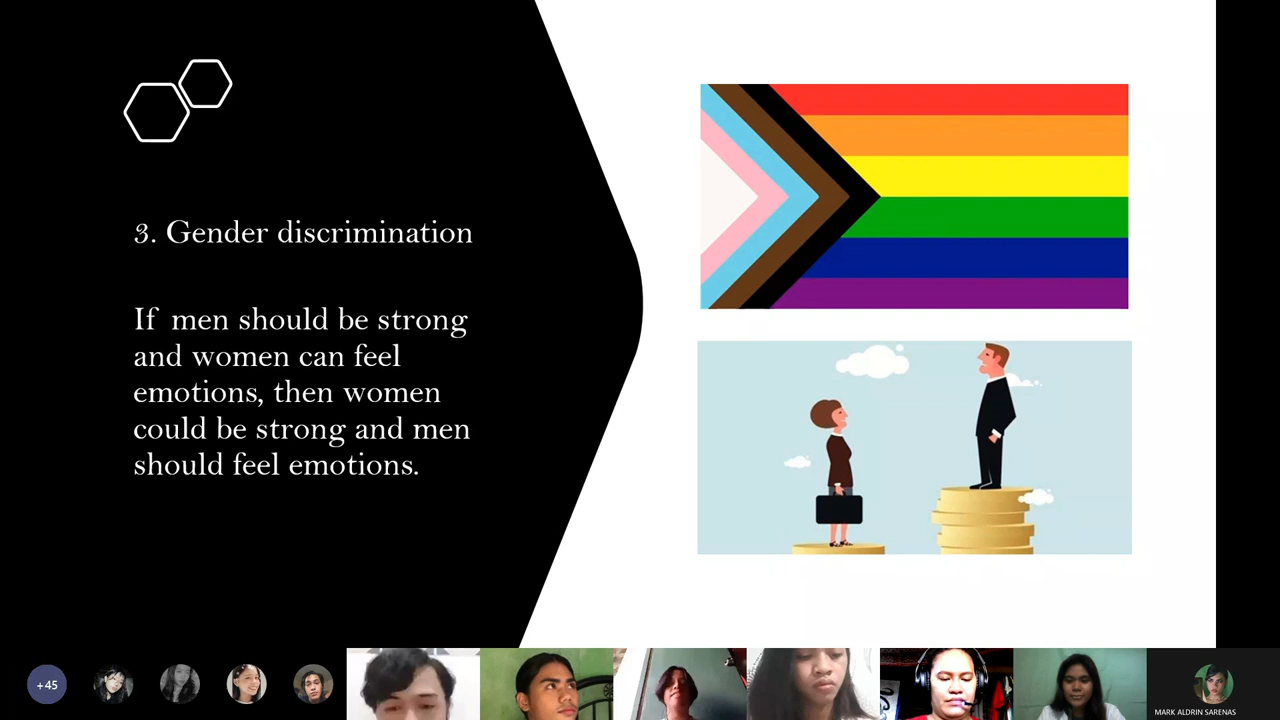 3. Gender discrimination
If men should be strong
and women can feel
emotions, then women
could be strong and men
should feel emotions.
+45
MARK ALDRIN SARENAS